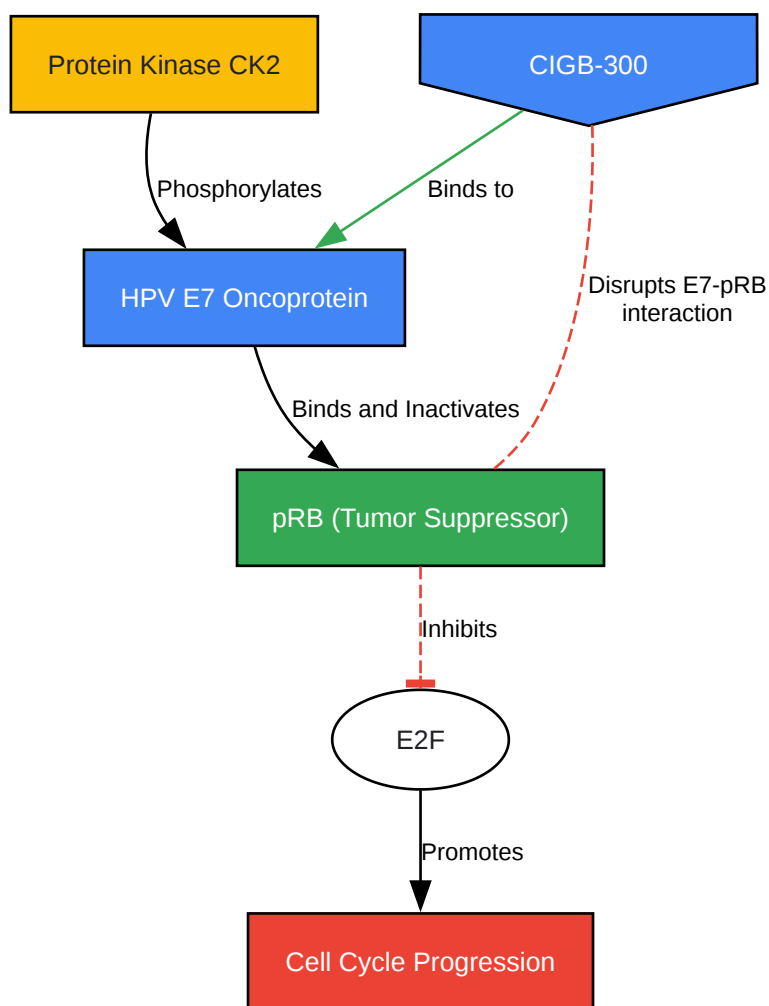 Protein Kinase CK2
CIGB-300
Phosphorylates
Binds to
HPV E7 Oncoprotein
Disrupts E7-pRB
interaction
Binds and Inactivates
pRB (Tumor Suppressor)
Inhibits
E2F
Promotes
Cell Cycle Progression